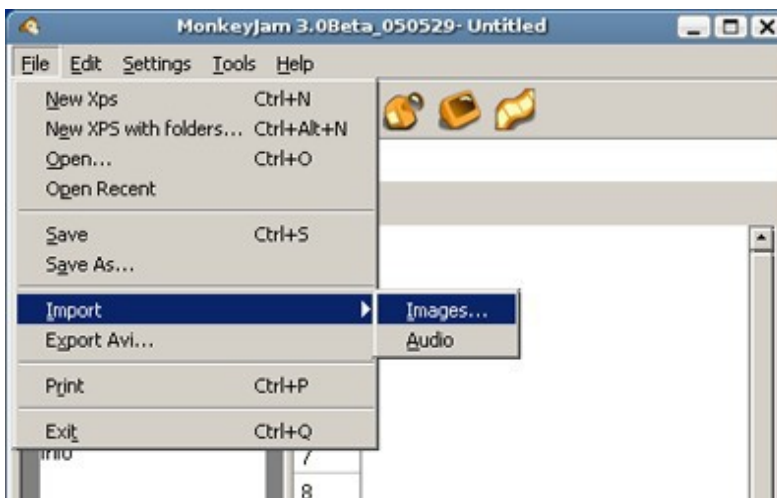 MonkeyJam 3.0Beta_050529- Untitled
File Edit Settings Tools Help
New Xps Ctrl+N
New XPS with folders... Ctrl+Alt+N
Open... Ctrl+O
Open Recent
Save Ctrl+S
Save As...
Import Images...
Export Avi... Audio
Print Ctrl+P
Exit Ctrl+Q
Info 7
8